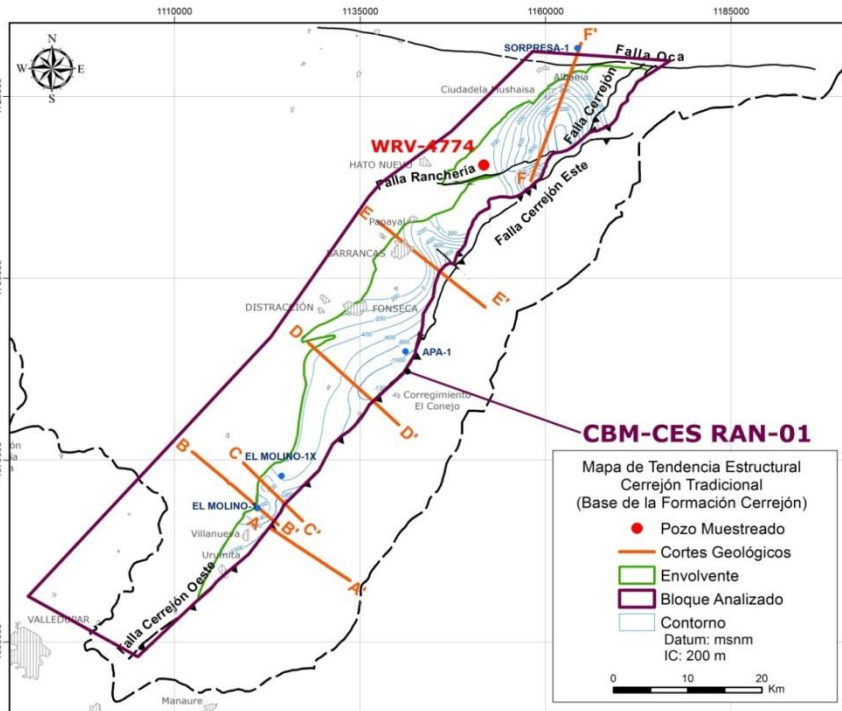 1110000
1135000
1160000
1185000
N
W
E
S
SORPRESA-1
F'
Falla Oca
Albania
Ciudadela Mushaisa
Falla Cerrejón
WRV-4774
HATO NUEVO
Falla Ranchería
F
Falla Cerrejón Este
E
Papayal
BARRANCAS
E'
DISTRACCIÓN
FONSECA
D
APA-1
Corregimiento
El Conejo
D'
CBM-CES RAN-01
B
C
EL MOLINO-1X
EL MOLINO-
A
B'
C'
Villanueva
Urumita
A'
Falla Cerrejón Oeste
VALLEDUPAR
Manaure
Mapa de Tendencia Estructural
Cerrejón Tradicional
(Base de la Formación Cerrejón)
Pozo Muestreado
Cortes Geológicos
Envolvente
Bloque Analizado
Contorno
Datum: msnm
IC: 200 m
0 10 20
Km